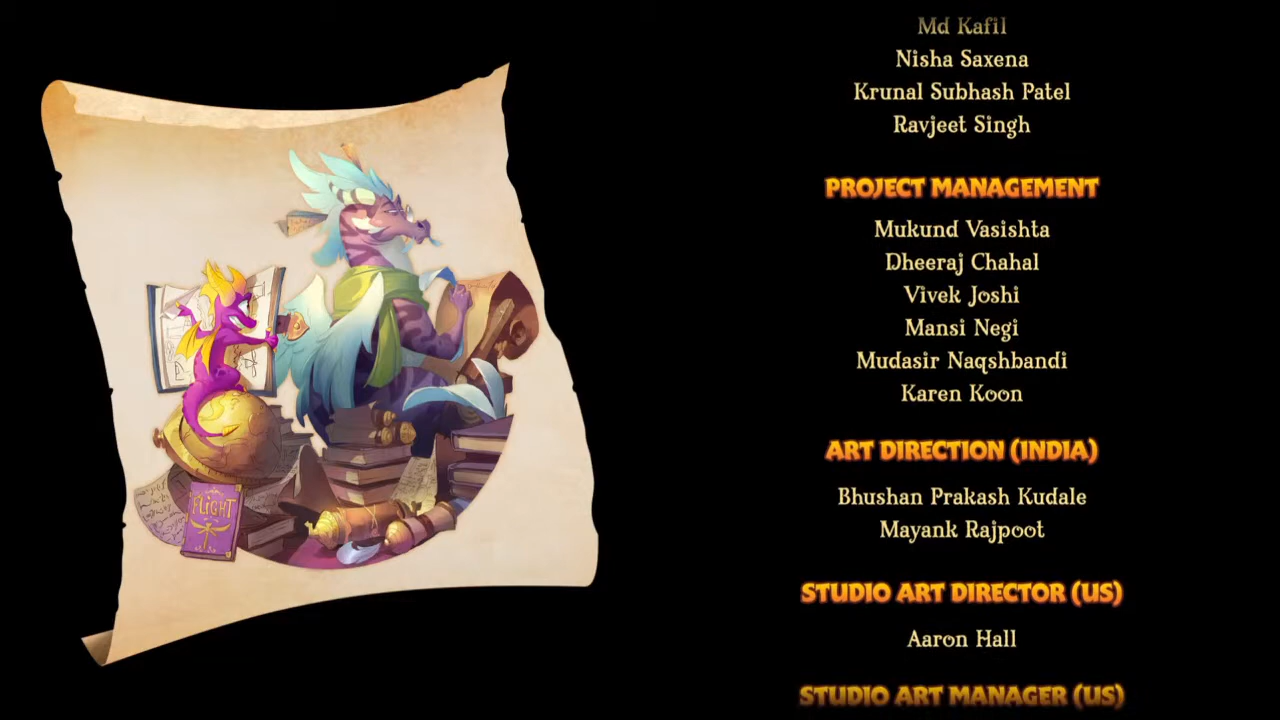 Md Kafil
Nisha Saxena
Krunal Subhash Patel
Ravjeet Singh
PROJECT MANAGEMENT
Mukund Vasishta
Dheeraj Chahal
Vivek Joshi
Mansi Negi
Mudasir Naqshbandi
Karen Koon
ART DIRECTION (INDIA)
Bhushan Prakash Kudale
Mayank Rajpoot
STUDIO ART DIRECTOR (US)
Aaron Hall
STUDIO ART MANAGER (US)
FLIGHT